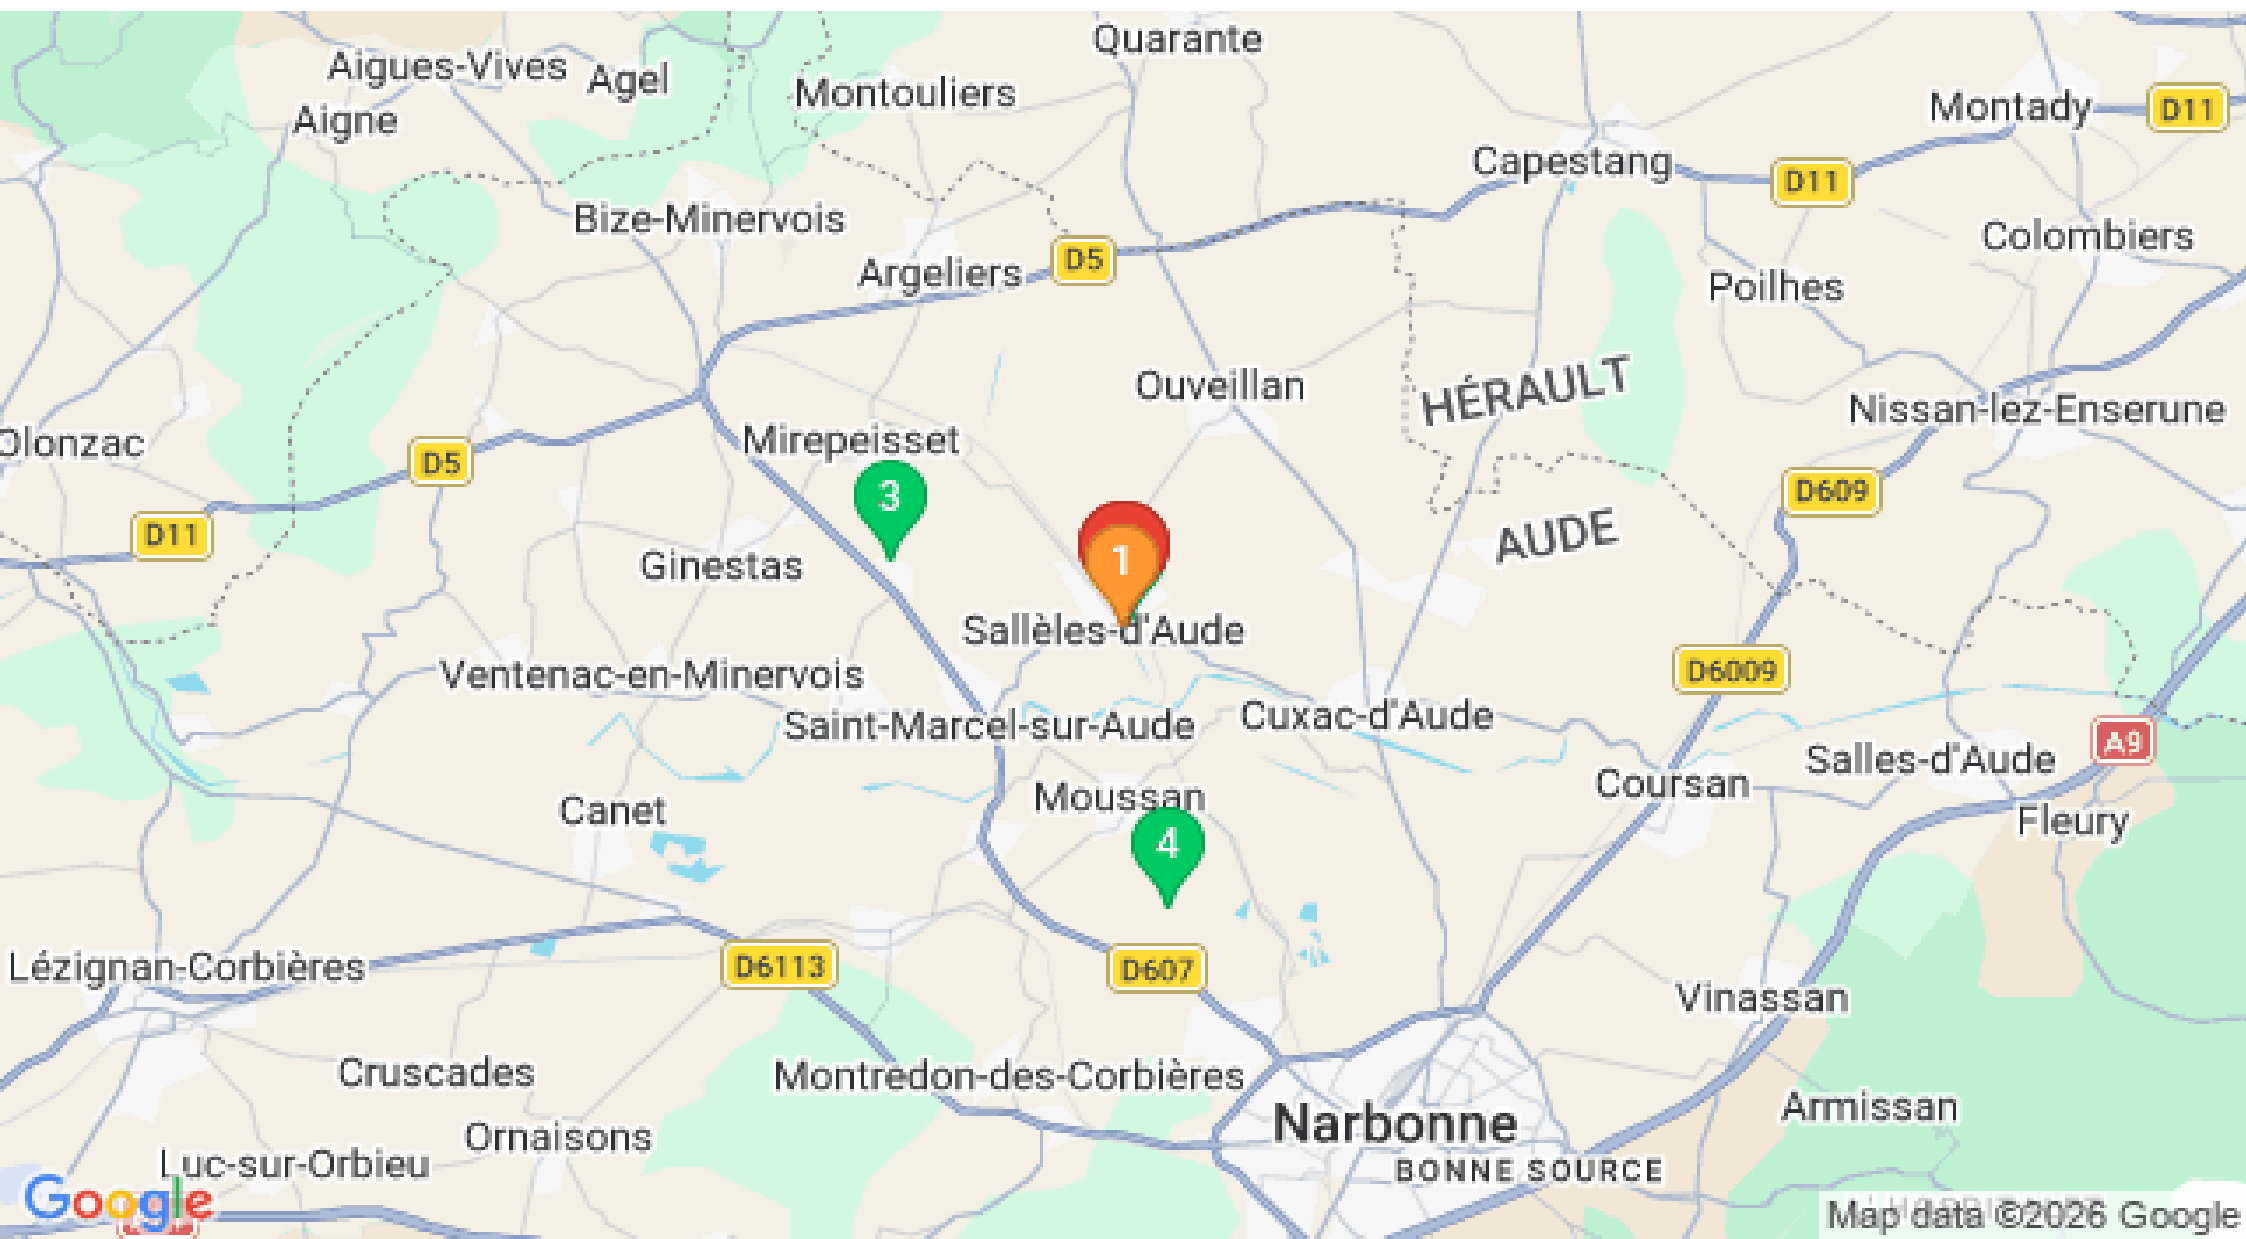 Quarante
Aigues-Vives
Agel
Montouliers
Aigne
Montady
D11
Capestang
D11
Bize-Minervois
Colombiers
Argeliers
D5
Poilhes
Ouveillan
HÉRAULT
Nissan-lez-Enserune
Olonzac
Mirepeisset
D5
3
D609
D11
AUDE
1
Ginestas
Sallèles-d'Aude
Ventenac-en-Minervois
D6009
Saint-Marcel-sur-Aude
Cuxac-d'Aude
A9
Salles-d'Aude
Coursan
Moussan
Canet
Fleury
4
Lézignan-Corbières
D6113
D607
Vinassan
Cruscades
Montredon-des-Corbières
Armissan
Narbonne
Ornaisons
Luc-sur-Orbieu
BONNE SOURCE
Google
Map data ©2026 Google